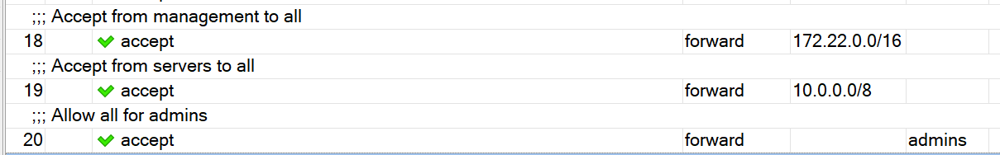 ;;; Accept from management to all
18 accept forward 172.22.0.0/16
;;; Accept from servers to all
19 accept forward 10.0.0.0/8
;;; Allow all for admins
20 accept forward admins